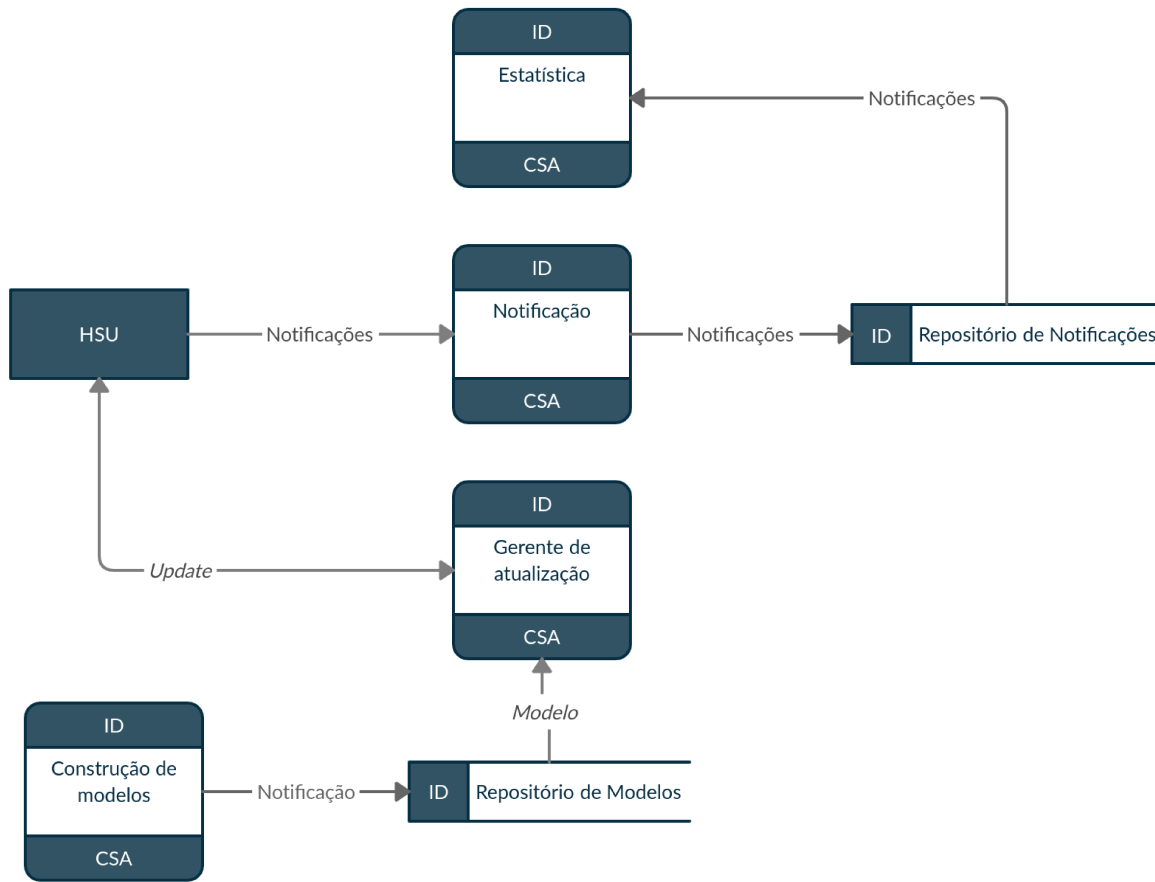 ID
Estatística
CSA
Notificações
ID
Notificação
CSA
HSU
Notificações
Notificações
ID
Repositório de Notificações
ID
Gerente de
atualização
CSA
Update
Modelo
ID
Construção de
modelos
CSA
Notificação
ID
Repositório de Modelos